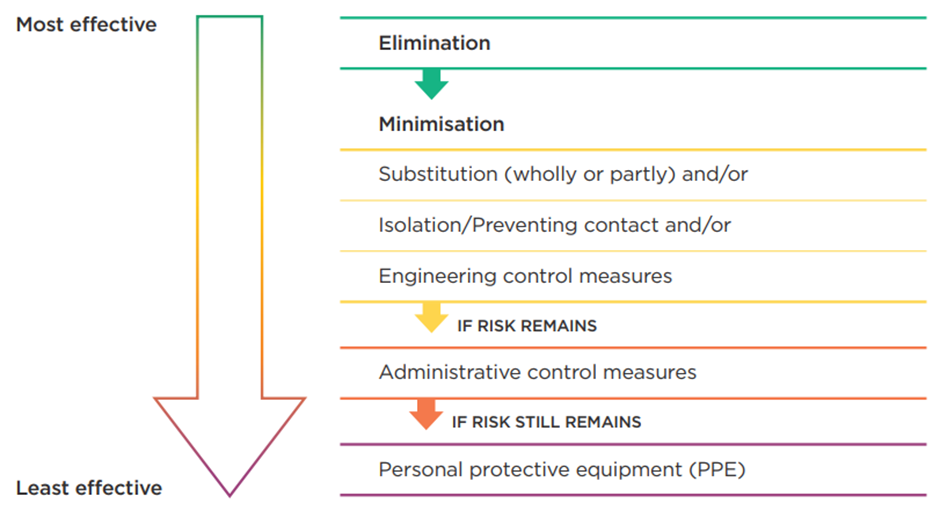 Most effective
Elimination
Minimisation
Substitution (wholly or partly) and/or
Isolation/Preventing contact and/or
Engineering control measures
IF RISK REMAINS
Administrative control measures
IF RISK STILL REMAINS
Personal protective equipment (PPE)
Least effective